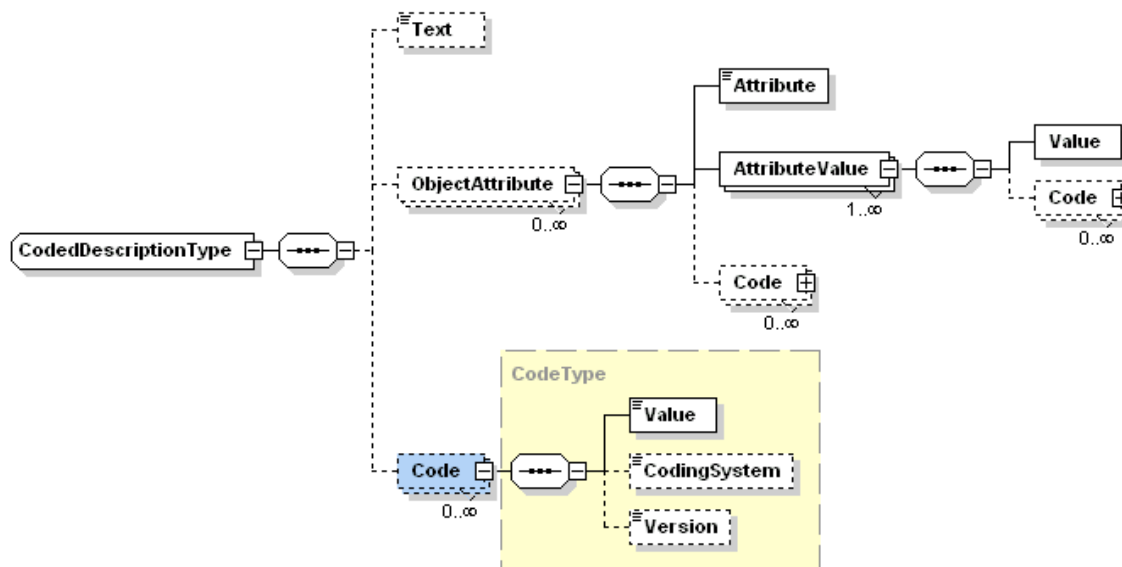 Text
Attribute
Value
ObjectAttribute
AttributeValue
0..∞
1..∞
Code
0..∞
CodedDescriptionType
Code
0..∞
CodeType
Value
Code
0..∞
CodingSystem
Version